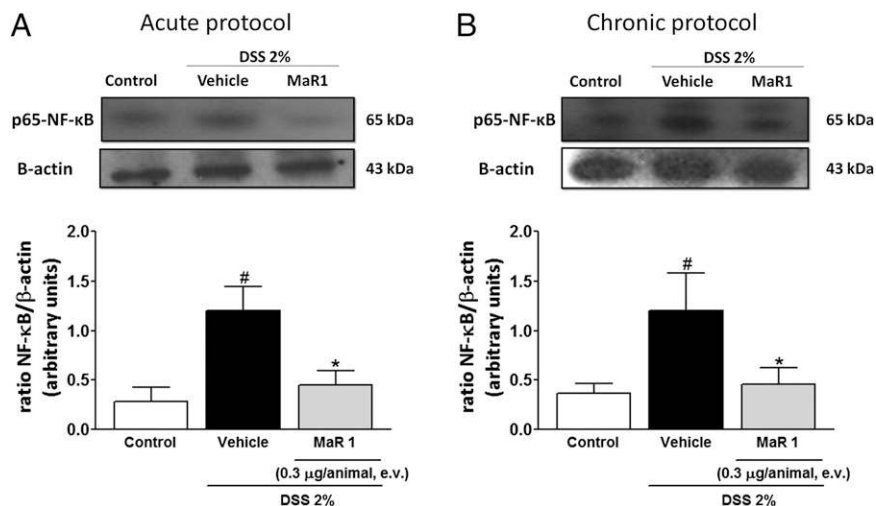 A
Acute protocol
DSS 2%
Control Vehicle MaR1
p65-NF-κB 65 kDa
B-actin 43 kDa
2.0
1.5
1.0
0.5
0.0
ratio NF-κB/β-actin
(arbitrary units)
#
*
Control Vehicle MaR 1
(0.3 μg/animal, e.v.)
DSS 2%
B
Chronic protocol
DSS 2%
Control Vehicle MaR1
p65-NF-κB 65 kDa
B-actin 43 kDa
2.0
1.5
1.0
0.5
0.0
ratio NF-κB/β-actin
(arbitrary units)
#
*
Control Vehicle MaR 1
(0.3 μg/animal, e.v.)
DSS 2%